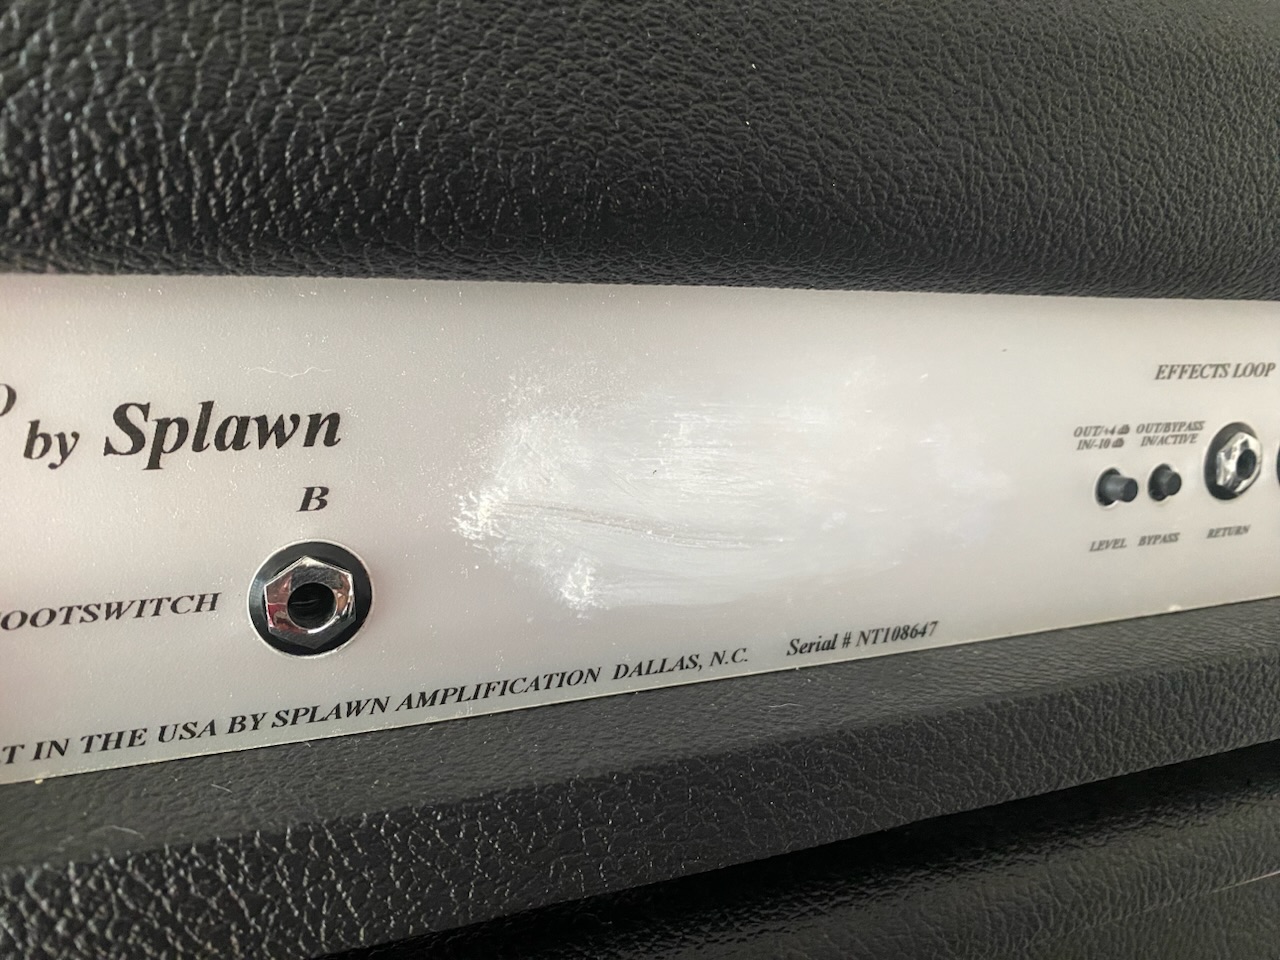 by Splawn
B
OOTSWITCH
T IN THE USA BY SPLAWN AMPLIFICATION DALLAS, N.C.
Serial # NT108647
EFFECTS LOOP
OUT/+4 OUT/BYPASS
IN/-10 IN/ACTIVE
LEVEL BYPASS RETURN